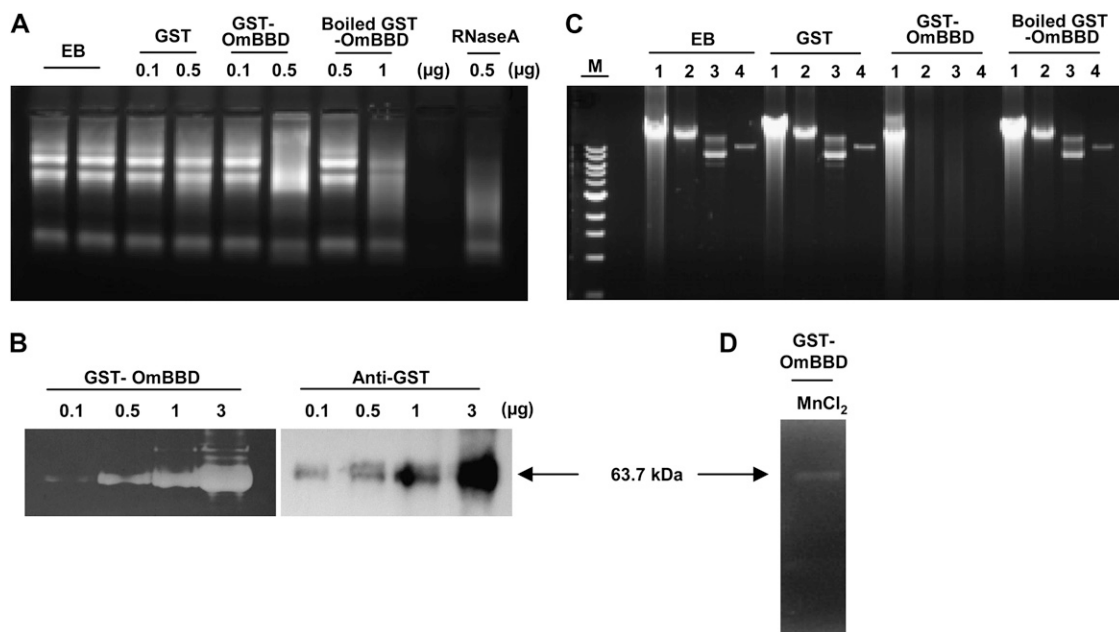 A
EB
GST
GST-
OmBBD
Boiled GST
-OmBBD
RNaseA
0.1 0.5 0.1 0.5 0.5 1 (µg) 0.5 (µg)
C
EB
GST
GST-
OmBBD
Boiled GST
-OmBBD
M 1 2 3 4 1 2 3 4 1 2 3 4 1 2 3 4
B
GST- OmBBD
Anti-GST
0.1 0.5 1 3 0.1 0.5 1 3 (µg)
63.7 kDa
D
GST-
OmBBD
MnCl₂